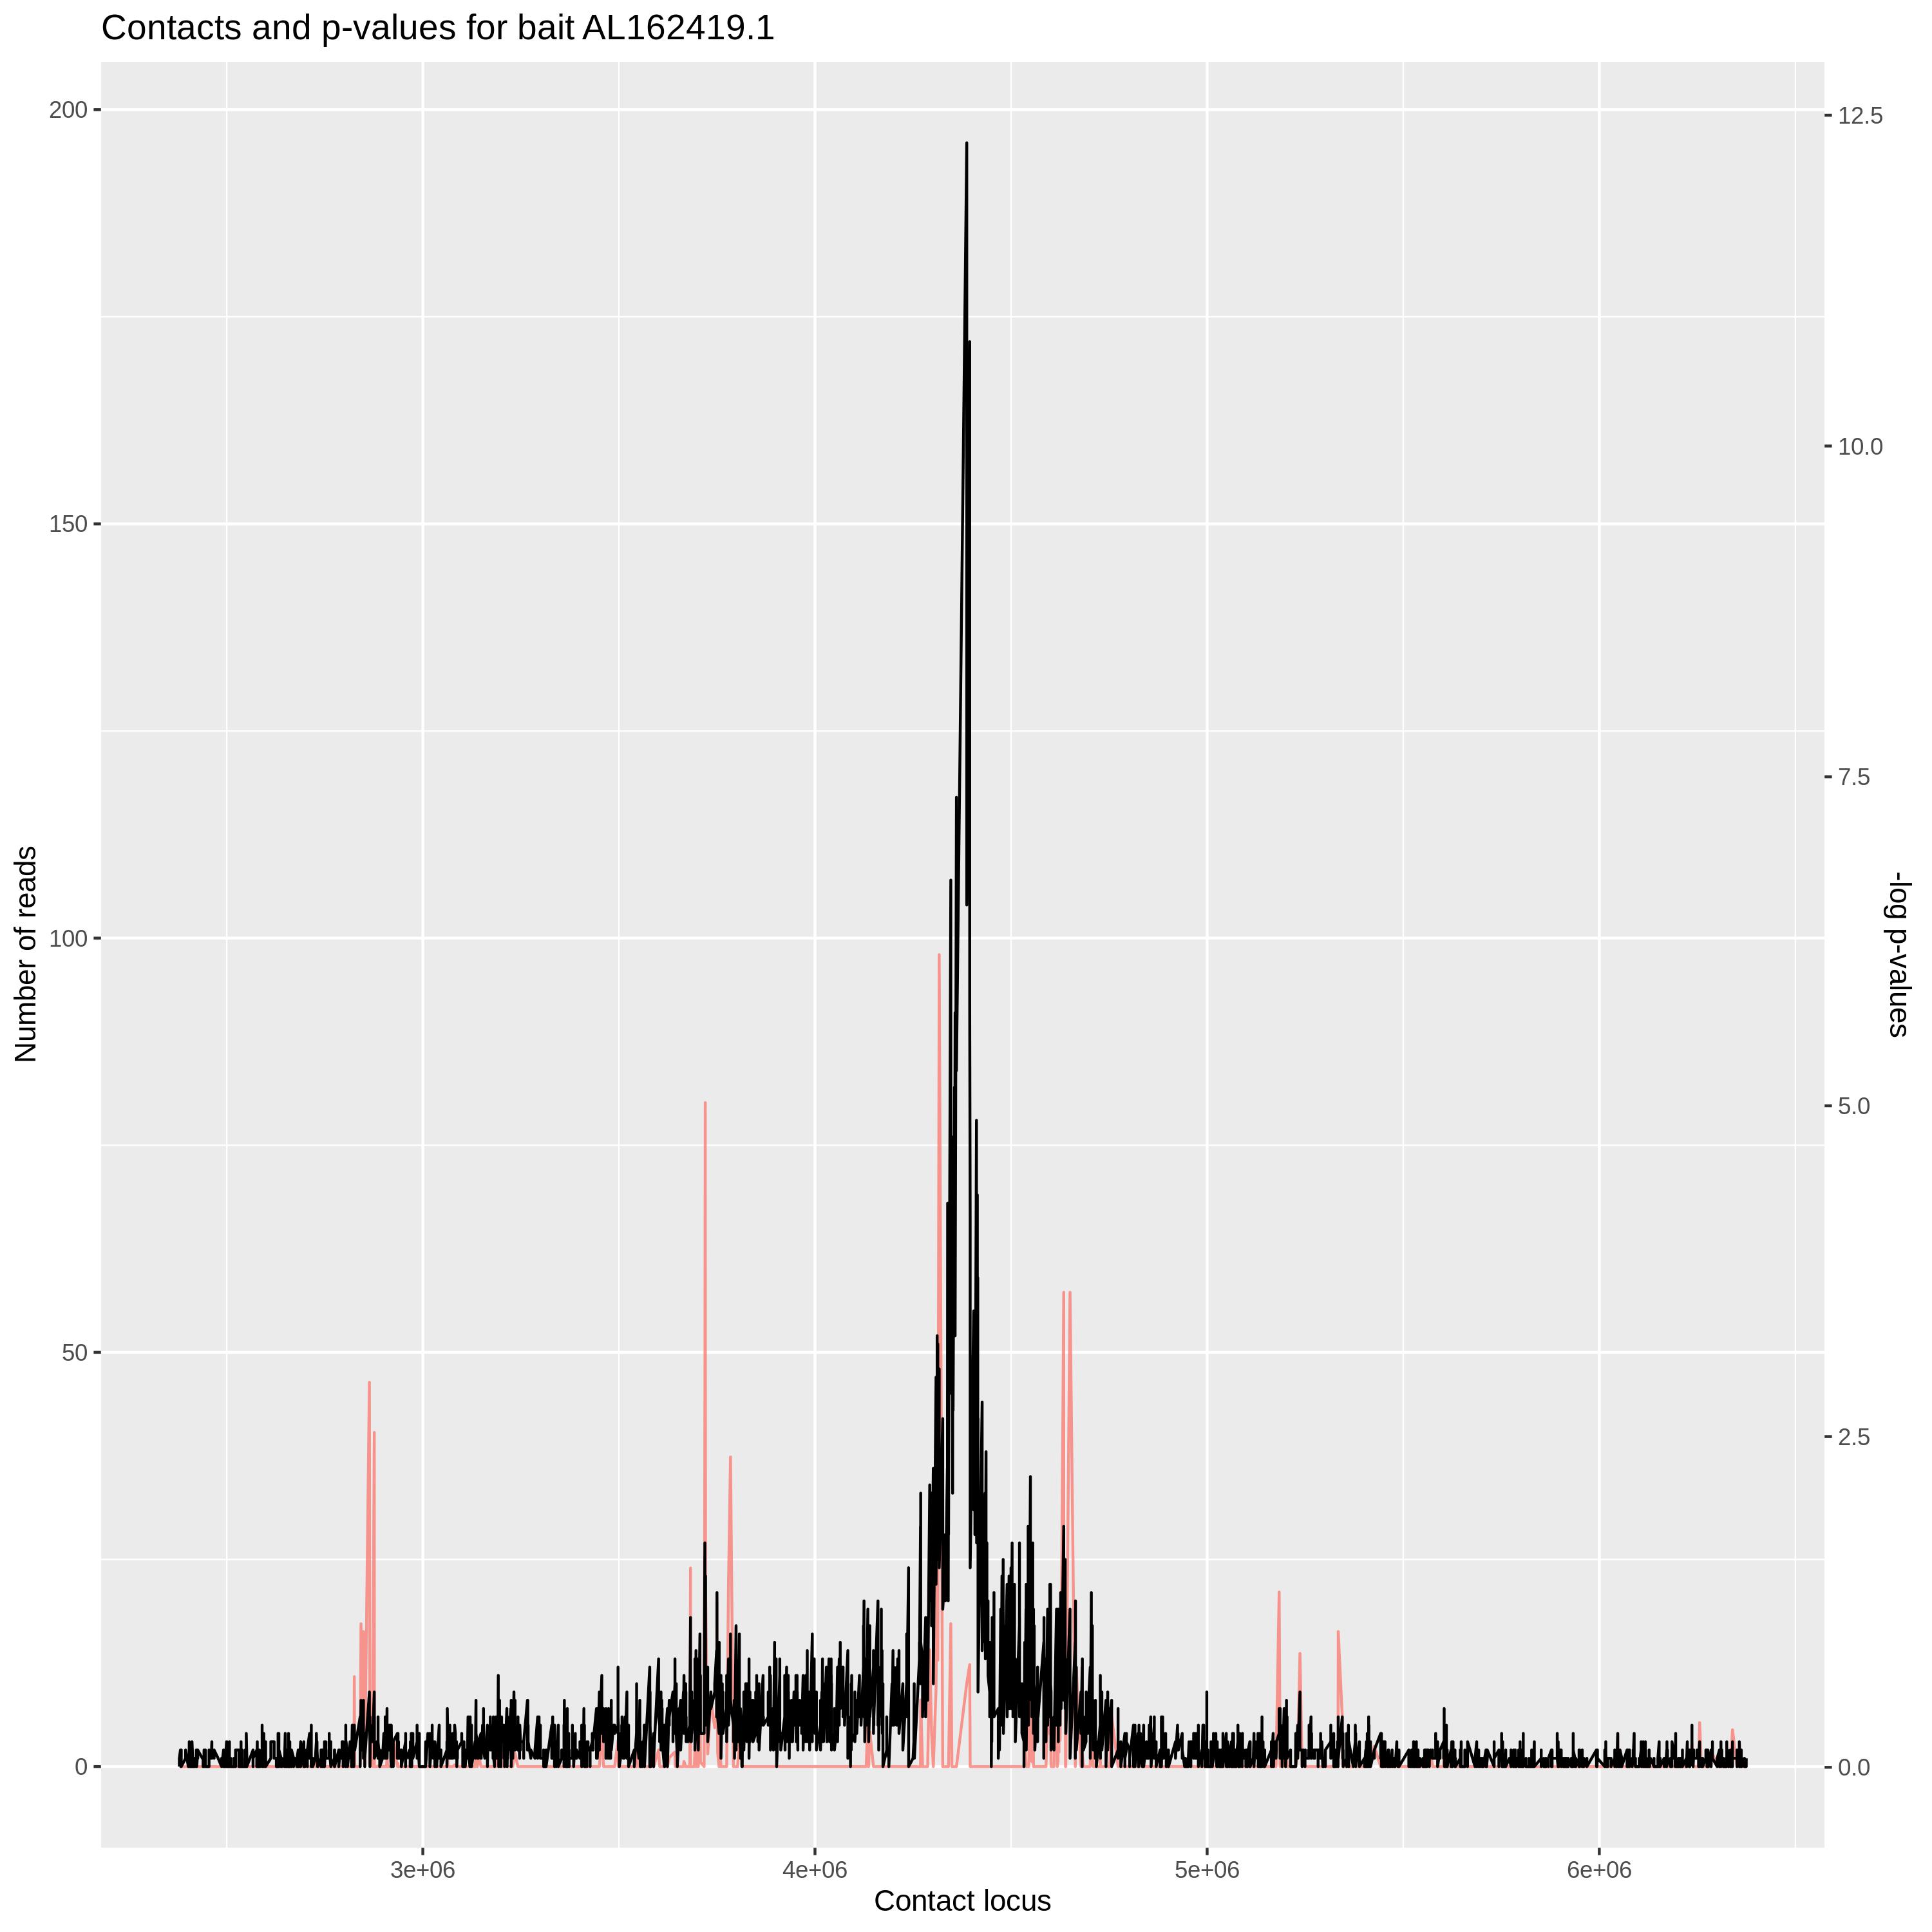 Contacts and p-values for bait AL162419.1
200
150
100
50
0
12.5
10.0
7.5
5.0
2.5
0.0
Number of reads
-log p-values
3e+06
4e+06
5e+06
6e+06
Contact locus